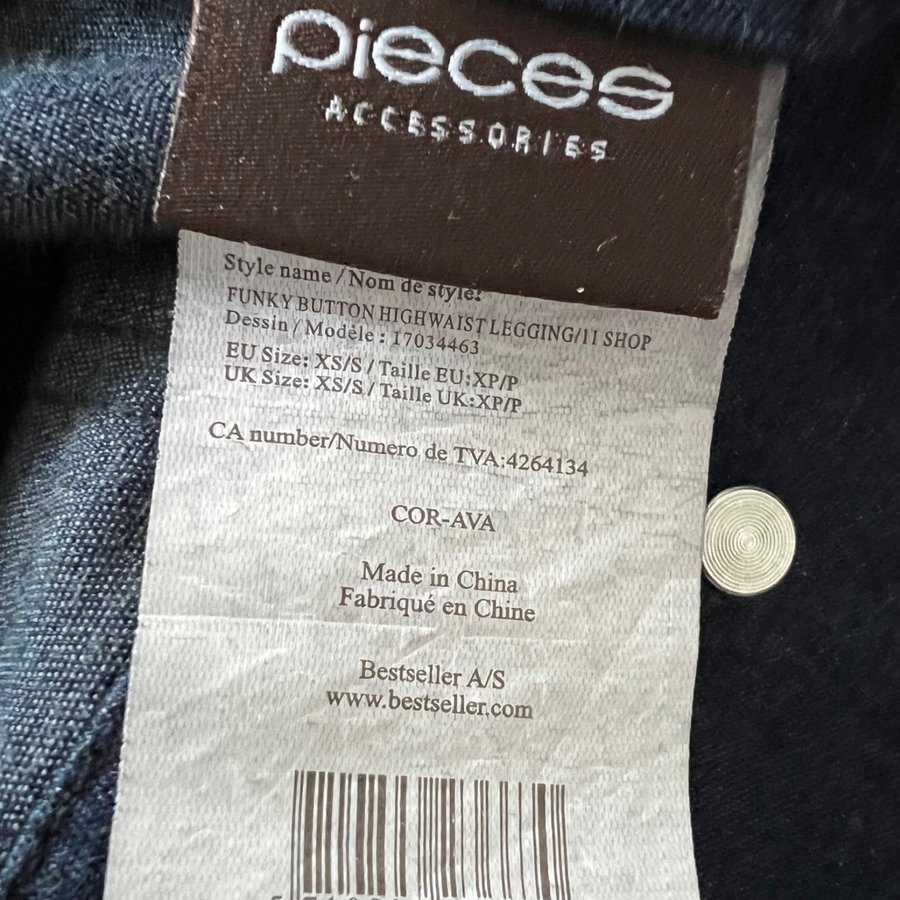 pieces
ACCESSORIES
Style name / Nom de style:
FUNKY BUTTON HIGHWAIST LEGGING/11 SHOP
Dessin / Modèle : 17034463
EU Size: XS/S / Taille EU:XP/P
UK Size: XS/S / Taille UK:XP/P
CA number/Numero de TVA:4264134
COR-AVA
Made in China
Fabriqué en Chine
Bestseller A/S
www.bestseller.com